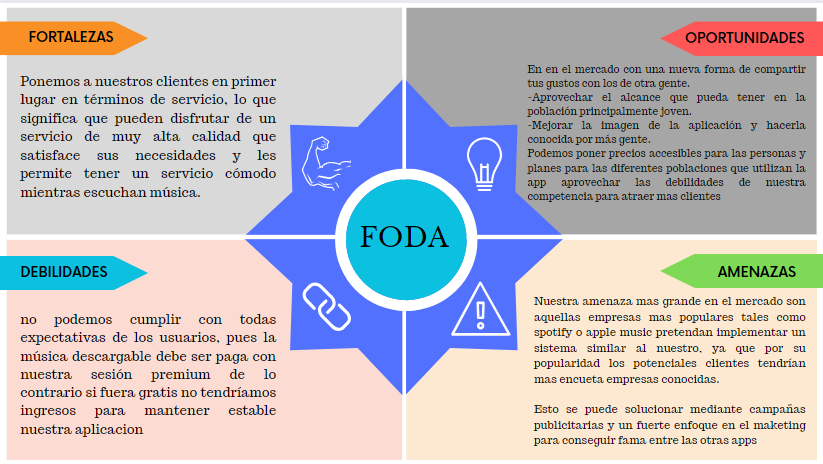 FORTALEZAS
Ponemos a nuestros clientes en primer
lugar en términos de servicio, lo que
significa que pueden disfrutar de un
servicio de muy alta calidad que
satisface sus necesidades y les
permite tener un servicio cómodo
mientras escuchan música.
OPORTUNIDADES
En en el mercado con una nueva forma de compartir
tus gustos con los de otra gente.
-Aprovechar el alcance que pueda tener en la
población principalmente joven.
-Mejorar la imagen de la aplicación y hacerla
conocida por más gente.
Podemos poner precios accesibles para las personas y
planes para las diferentes poblaciones que utilizan la
app aprovechar las debilidades de nuestra
competencia para atraer mas clientes
FODA
DEBILIDADES
no podemos cumplir con todas
expectativas de los usuarios, pues la
música descargable debe ser paga con
nuestra sesión premium de lo
contrario si fuera gratis no tendríamos
ingresos para mantener estable
nuestra aplicacion
AMENAZAS
Nuestra amenaza mas grande en el mercado son
aquellas empresas mas populares tales como
spotify o apple music pretendan implementar un
sistema similar al nuestro, ya que por su
popularidad los potenciales clientes tendrían
mas encueta empresas conocidas.
Esto se puede solucionar mediante campañas
publicitarias y un fuerte enfoque en el maketing
para conseguir fama entre las otras apps